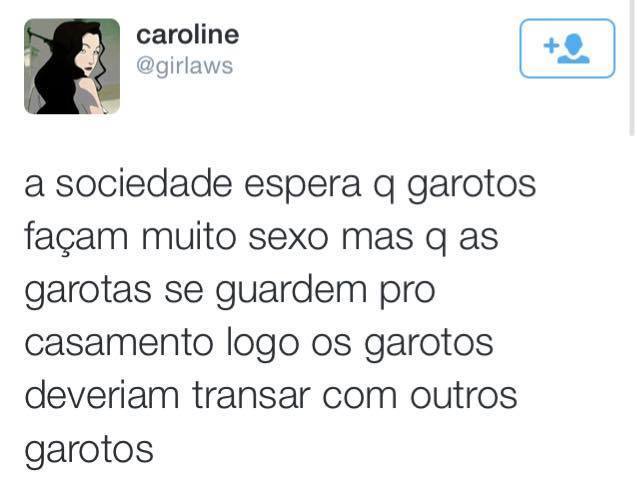 caroline
@girlaws
a sociedade espera q garotos
façam muito sexo mas q as
garotas se guardem pro
casamento logo os garotos
deveriam transar com outros
garotos